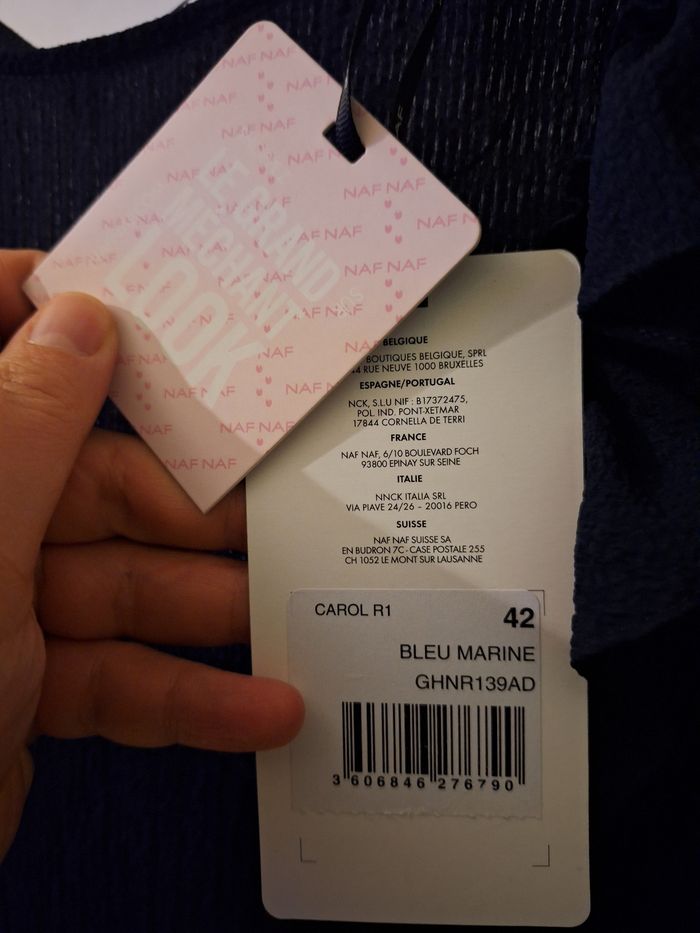 NAF NAF
LE GRAND
MÉCHANT
LOOK
BELGIQUE
BOUTIQUES BELGIQUE, SPRL
RUE NEUVE 1000 BRUXELLES
ESPAGNE/PORTUGAL
NCK, S.L.U NIF : B17372475,
POL. IND. PONT-XETMAR
17844 CORNELLA DE TERRI
FRANCE
NAF NAF, 6/10 BOULEVARD FOCH
93800 EPINAY SUR SEINE
ITALIE
NNCK ITALIA SRL
VIA PIAVE 24/26 - 20016 PERO
SUISSE
NAF NAF SUISSE SA
EN BUDRON 7C - CASE POSTALE 255
CH 1052 LE MONT SUR LAUSANNE
CAROL R1
42
BLEU MARINE
GHNR139AD
3 606846 276790